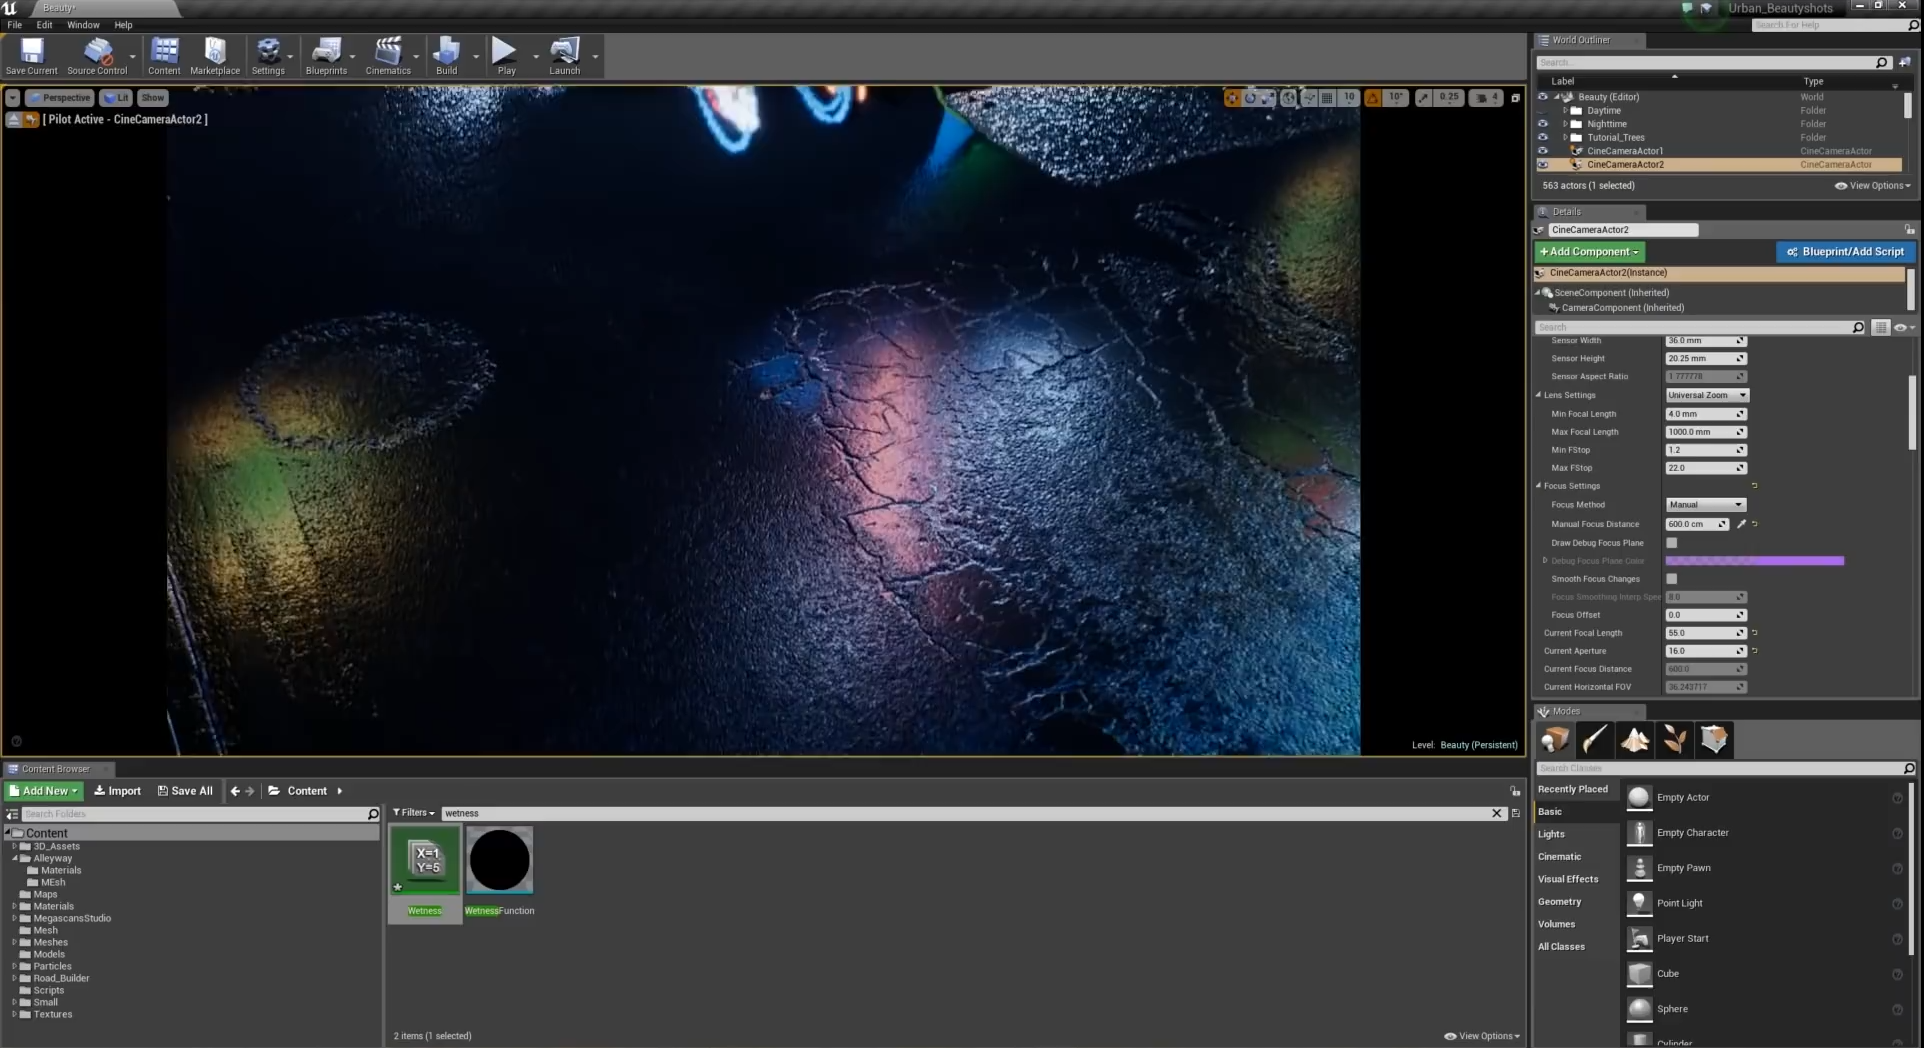 Beauty*
Urban_Beautyshots
File Edit Window Help
Search For Help
Save Current Source Control Content Marketplace Settings Blueprints Cinematics Build Play Launch
World Outliner
Search...
Label Type
Beauty (Editor) World
Daytime Folder
Nighttime Folder
Tutorial_Trees Folder
CineCameraActor1 CineCameraActor
CineCameraActor2 CineCameraActor
563 actors (1 selected) View Options
Perspective Lit Show
10 10° 0.25 4
[ Pilot Active - CineCameraActor2 ]
Level: Beauty (Persistent)
Details
CineCameraActor2
+Add Component Blueprint/Add Script
CineCameraActor2(Instance)
SceneComponent (Inherited)
CameraComponent (Inherited)
Search
Sensor Width 36.0 mm
Sensor Height 20.25 mm
Sensor Aspect Ratio 1.777778
Lens Settings Universal Zoom
Min Focal Length 4.0 mm
Max Focal Length 1000.0 mm
Min FStop 1.2
Max FStop 22.0
Focus Settings
Focus Method Manual
Manual Focus Distance 600.0 cm
Draw Debug Focus Plane
Debug Focus Plane Color
Smooth Focus Changes
Focus Smoothing Interp Spee 8.0
Focus Offset 0.0
Current Focal Length 55.0
Current Aperture 16.0
Current Focus Distance 600.0
Current Horizontal FOV 36.243717
Modes
Search Classes
Recently Placed
Basic
Lights
Cinematic
Visual Effects
Geometry
Volumes
All Classes
Empty Actor
Empty Character
Empty Pawn
Point Light
Player Start
Cube
Sphere
Cylinder
Content Browser
Add New Import Save All Content
Search Folders
Filters wetness
Content
3D_Assets
Alleyway
Materials
MEsh
Maps
Materials
MegascansStudio
Mesh
Meshes
Models
Particles
Road_Builder
Scripts
Small
Textures
X=1
Y=5
Wetness WetnessFunction
2 items (1 selected) View Options